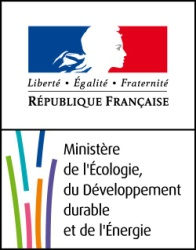 Liberté • Égalité • Fraternité
RÉPUBLIQUE FRANÇAISE
Ministère
de l'Écologie,
du Développement
durable
et de l'Énergie